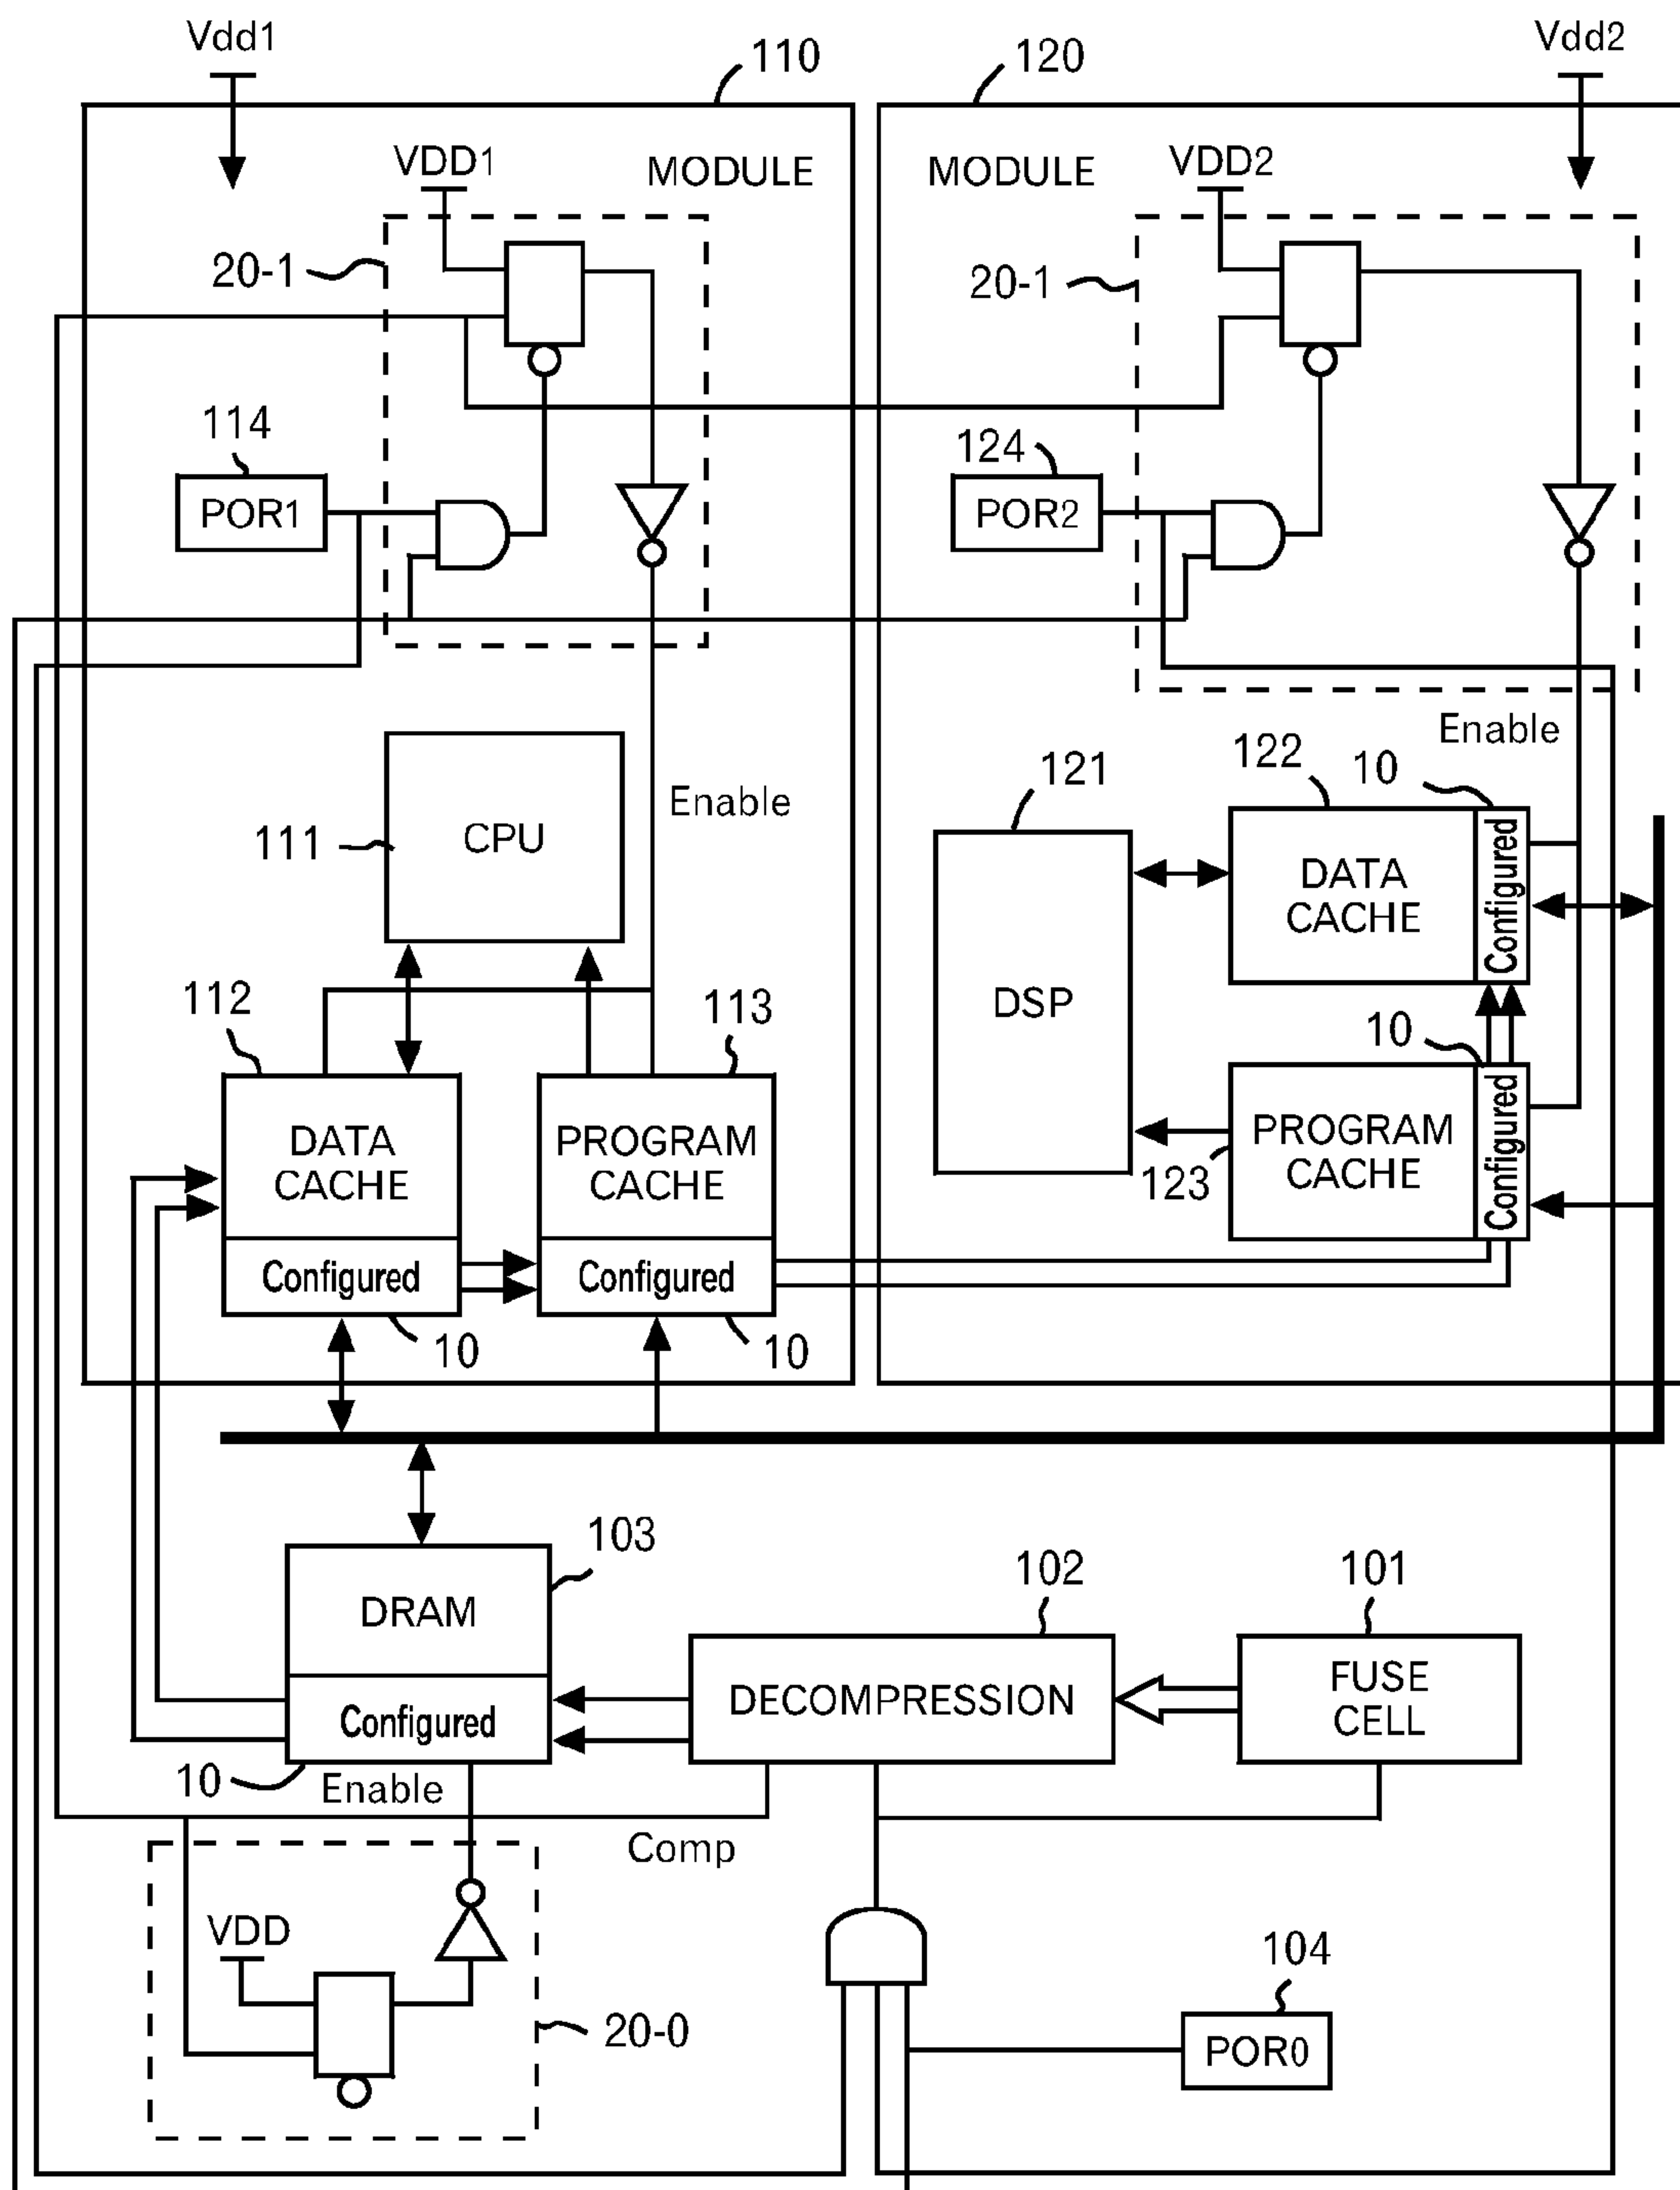 Vdd1
110
120
Vdd2
VDD1
MODULE
MODULE
VDD2
20-1
20-1
114
POR1
124
POR2
Enable
Enable
111
CPU
121
122
10
DSP
DATA
CACHE
Configured
112
113
10
DATA
CACHE
PROGRAM
CACHE
PROGRAM
CACHE
Configured
123
Configured
Configured
10
10
103
102
101
DRAM
Configured
DECOMPRESSION
FUSE
CELL
10
Enable
Comp
VDD
104
20-0
POR0